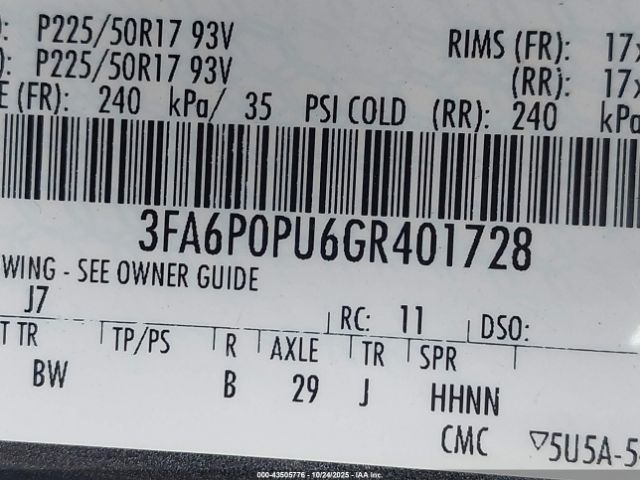 ): P225/50R17 93V RIMS (FR): 17x
): P225/50R17 93V (RR): 17x
E (FR): 240 kPa/ 35 PSI COLD (RR): 240 kPa
3FA6P0PU6GR401728
WING - SEE OWNER GUIDE
J7 RC: 11 DSO:
T TR TP/PS R AXLE TR SPR
BW B 29 J HHNN
CMC ▽5U5A-5
000-43505776 - 10/24/2025 - IAAI, Inc.